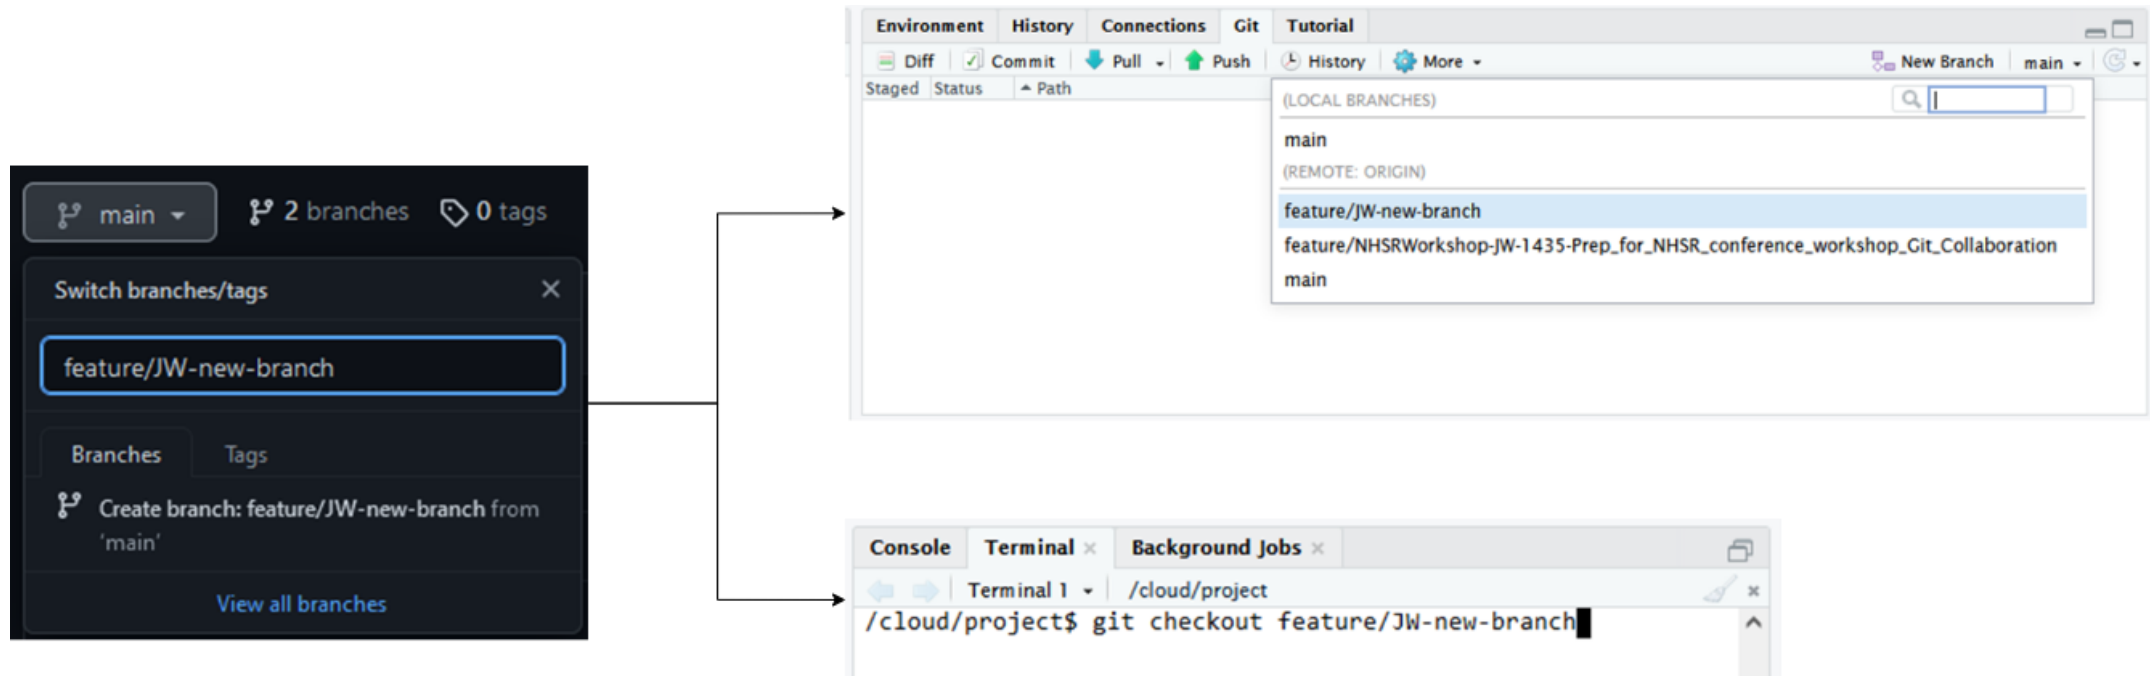 main
2 branches
0 tags
Switch branches/tags
feature/JW-new-branch
Branches
Tags
Create branch: feature/JW-new-branch from
'main'
View all branches
Environment History Connections Git Tutorial
Diff Commit Pull Push History More New Branch main
Staged Status Path
(LOCAL BRANCHES)
main
(REMOTE: ORIGIN)
feature/JW-new-branch
feature/NHSRWorkshop-JW-1435-Prep_for_NHSR_conference_workshop_Git_Collaboration
main
Console Terminal Background Jobs
Terminal 1 /cloud/project
/cloud/project$ git checkout feature/JW-new-branch